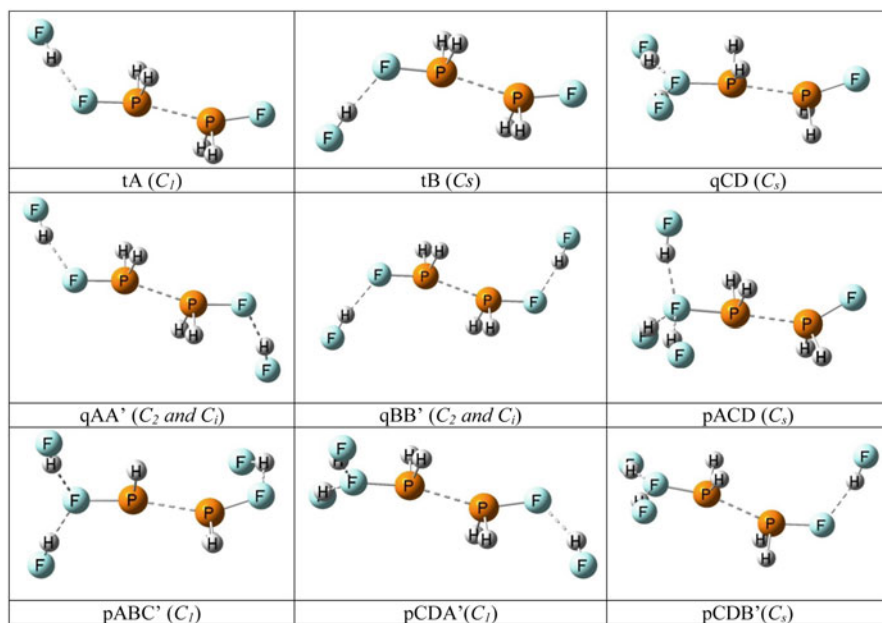 F
H
H H
F P P F
H H
H H
F P
H P F
F H H
F H
H
F P H P F
F H H
tA (C1)
tB (Cs)
qCD (Cs)
F
H H H
F P P F
H H H
F
H H F
F P H
H P F
F H H
F
H
H H
F P P F
H F H F H H
qAA' (C2 and Ci)
qBB' (C2 and Ci)
pACD (Cs)
F
H H F H
F P P F
H H
F
F H H
H F P
H F P F
H H H
F
F H H F
F P H H
H F P F
H H
pABC' (C1)
pCDA'(C1)
pCDB'(Cs)